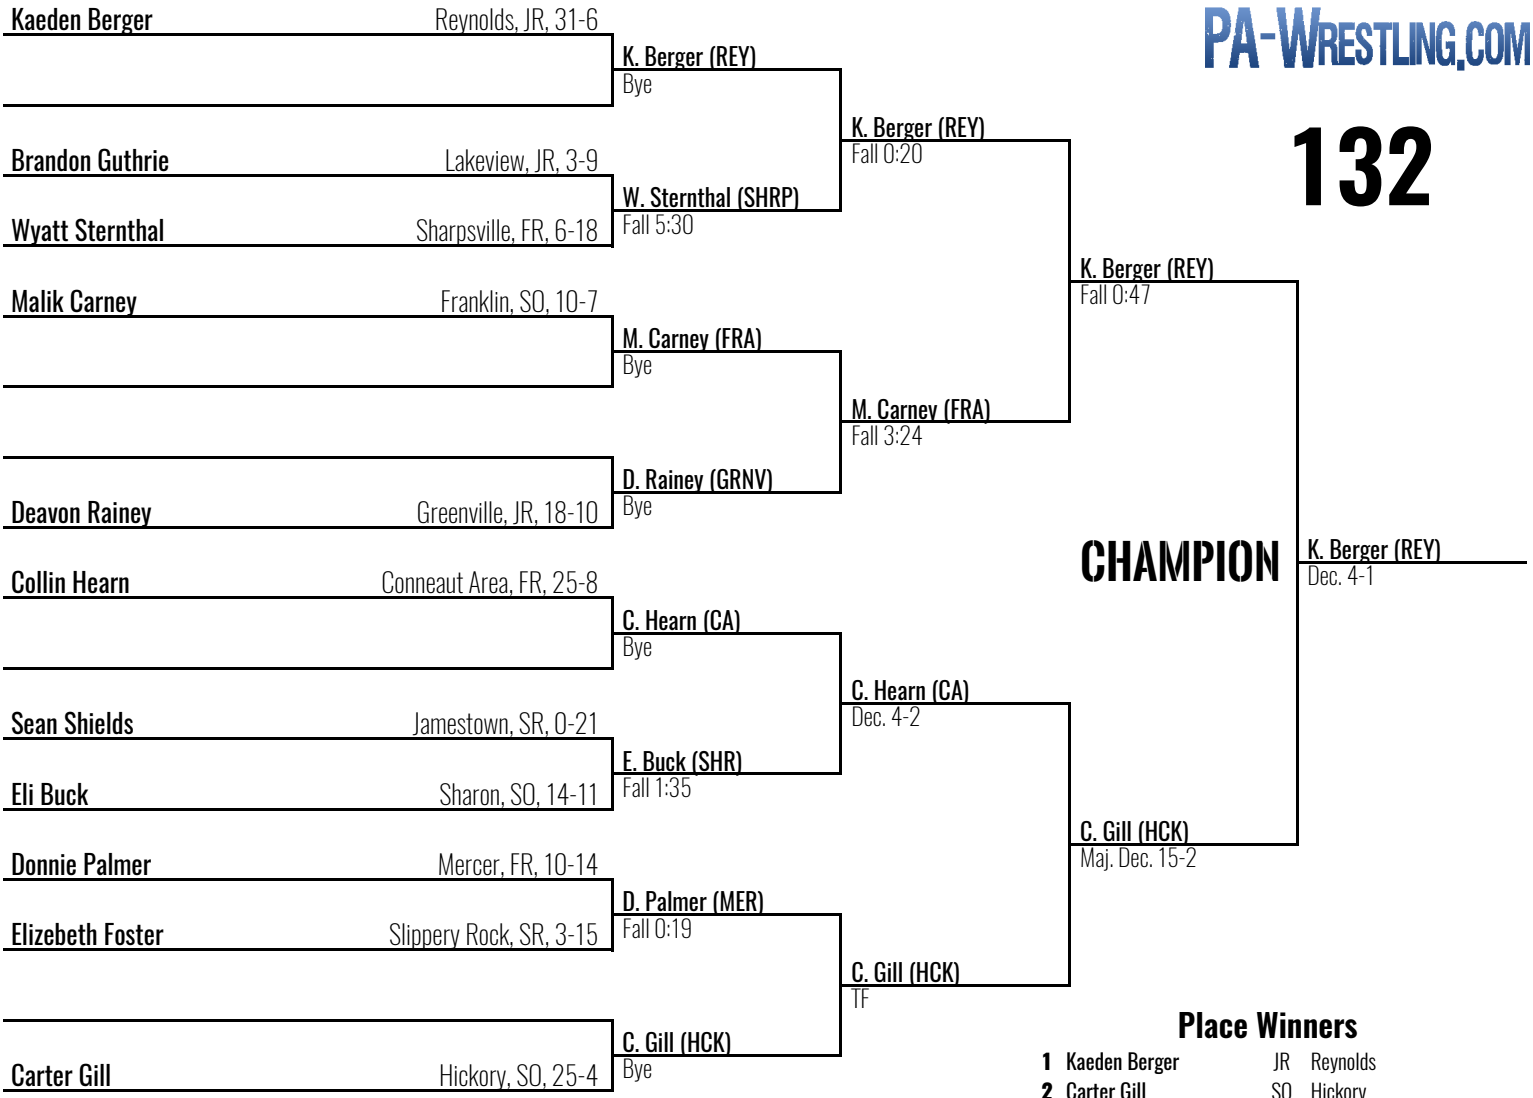 Kaeden Berger Reynolds, JR, 31-6
PA-WRESTLING.COM
K. Berger (REY)
Bye
K. Berger (REY)
Fall 0:20
132
Brandon Guthrie Lakeview, JR, 3-9
W. Sternthal (SHRP)
Fall 5:30
Wyatt Sternthal Sharpsville, FR, 6-18
K. Berger (REY)
Fall 0:47
Malik Carney Franklin, SO, 10-7
M. Carney (FRA)
Bye
M. Carney (FRA)
Fall 3:24
D. Rainey (GRNV)
Bye
Deavon Rainey Greenville, JR, 18-10
CHAMPION
K. Berger (REY)
Dec. 4-1
Collin Hearn Conneaut Area, FR, 25-8
C. Hearn (CA)
Bye
C. Hearn (CA)
Dec. 4-2
Sean Shields Jamestown, SR, 0-21
E. Buck (SHR)
Fall 1:35
Eli Buck Sharon, SO, 14-11
C. Gill (HCK)
Maj. Dec. 15-2
Donnie Palmer Mercer, FR, 10-14
D. Palmer (MER)
Fall 0:19
Elizebeth Foster Slippery Rock, SR, 3-15
C. Gill (HCK)
TF
C. Gill (HCK)
Bye
Carter Gill Hickory, SO, 25-4
Place Winners
1 Kaeden Berger JR Reynolds
2 Carter Gill SO Hickory